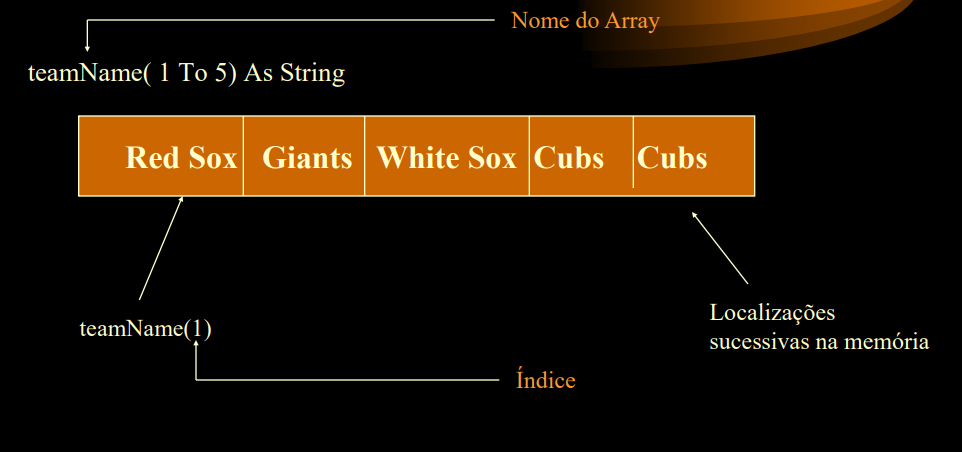 Nome do Array
teamName( 1 To 5) As String
Red Sox Giants White Sox Cubs Cubs
teamName(1)
Localizações
sucessivas na memória
Índice